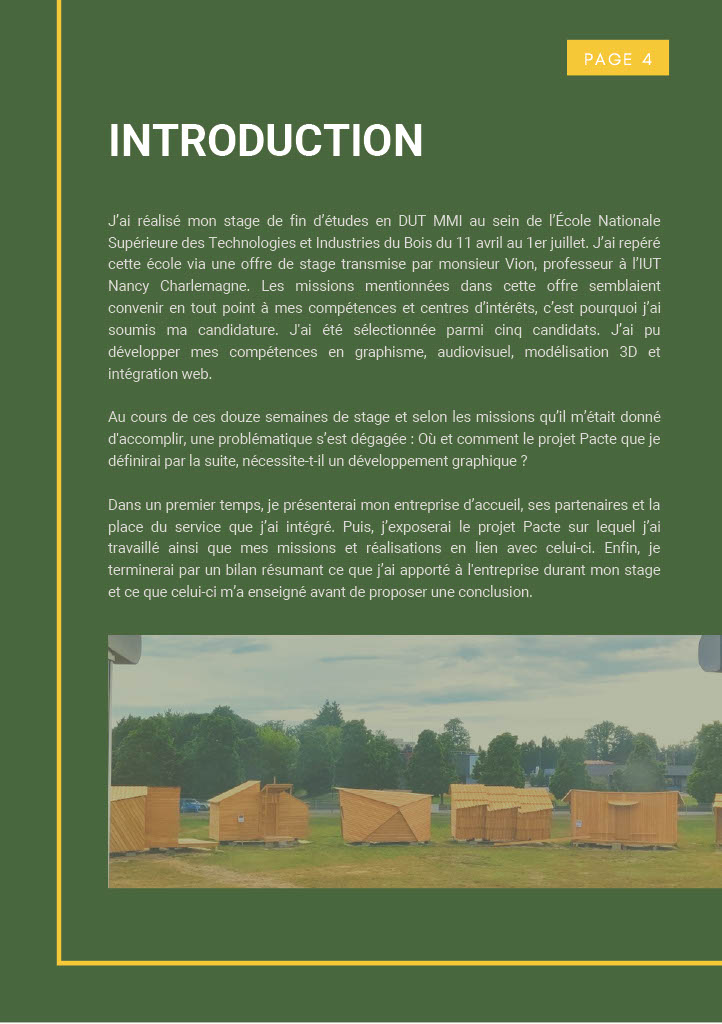 PAGE 4
INTRODUCTION
J’ai réalisé mon stage de fin d’études en DUT MMI au sein de l’École Nationale
Supérieure des Technologies et Industries du Bois du 11 avril au 1er juillet. J’ai repéré
cette école via une offre de stage transmise par monsieur Vion, professeur à l’IUT
Nancy Charlemagne. Les missions mentionnées dans cette offre semblaient
convenir en tout point à mes compétences et centres d’intérêts, c’est pourquoi j’ai
soumis ma candidature. J'ai été sélectionnée parmi cinq candidats. J’ai pu
développer mes compétences en graphisme, audiovisuel, modélisation 3D et
intégration web.
Au cours de ces douze semaines de stage et selon les missions qu’il m’était donné
d'accomplir, une problématique s’est dégagée : Où et comment le projet Pacte que je
définirai par la suite, nécessite-t-il un développement graphique ?
Dans un premier temps, je présenterai mon entreprise d’accueil, ses partenaires et la
place du service que j’ai intégré. Puis, j’exposerai le projet Pacte sur lequel j’ai
travaillé ainsi que mes missions et réalisations en lien avec celui-ci. Enfin, je
terminerai par un bilan résumant ce que j’ai apporté à l'entreprise durant mon stage
et ce que celui-ci m’a enseigné avant de proposer une conclusion.